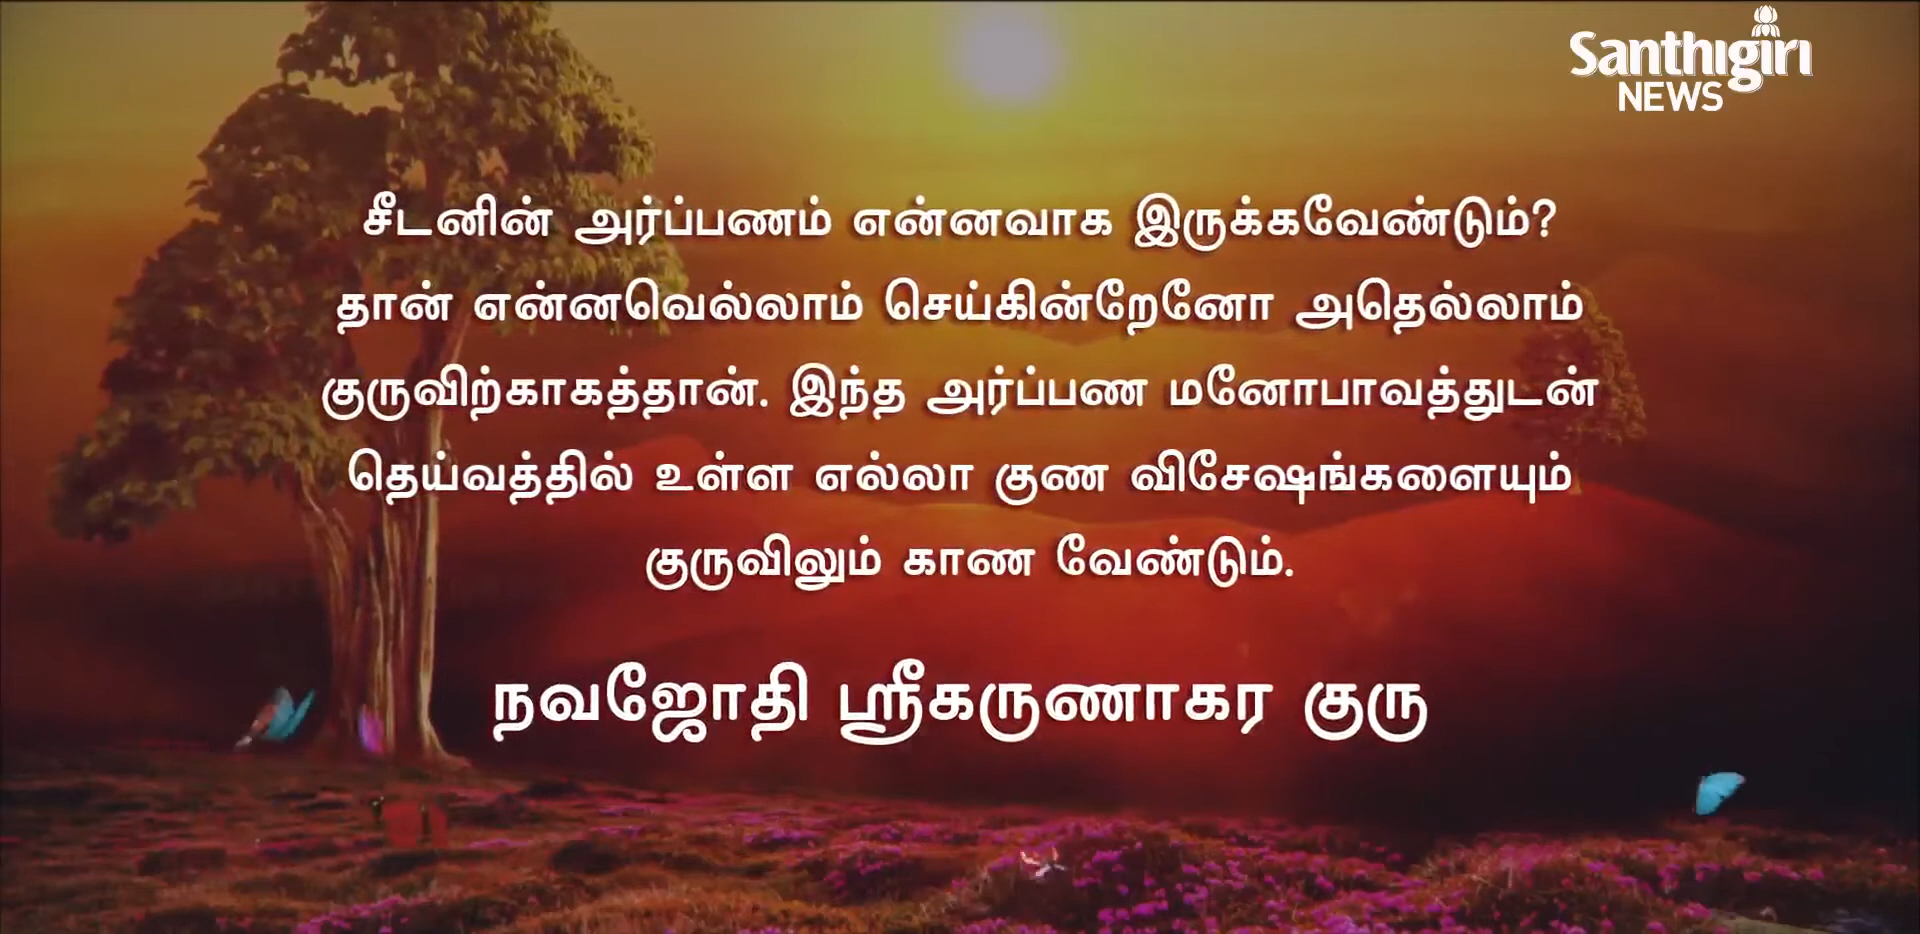 Santhigiri
NEWS
சீடனின் அர்ப்பணம் என்னவாக இருக்கவேண்டும்?
தான் என்னவெல்லாம் செய்கின்றேனோ அதெல்லாம்
குருவிற்காகத்தான். இந்த அர்ப்பண மனோபாவத்துடன்
தெய்வத்தில் உள்ள எல்லா குண விசேஷங்களையும்
குருவிலும் காண வேண்டும்.
நவஜோதி ஸ்ரீகருணாகர குரு